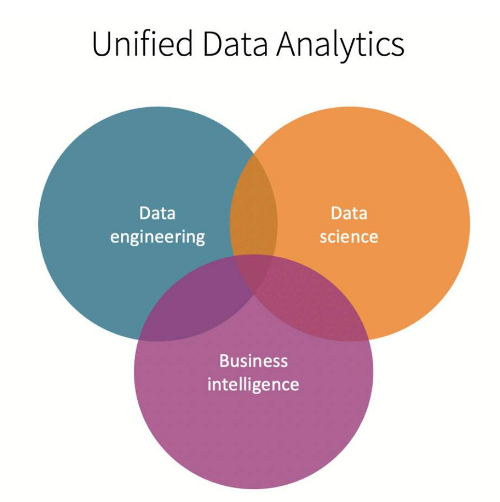 Unified Data Analytics
Data
engineering
Data
science
Business
intelligence